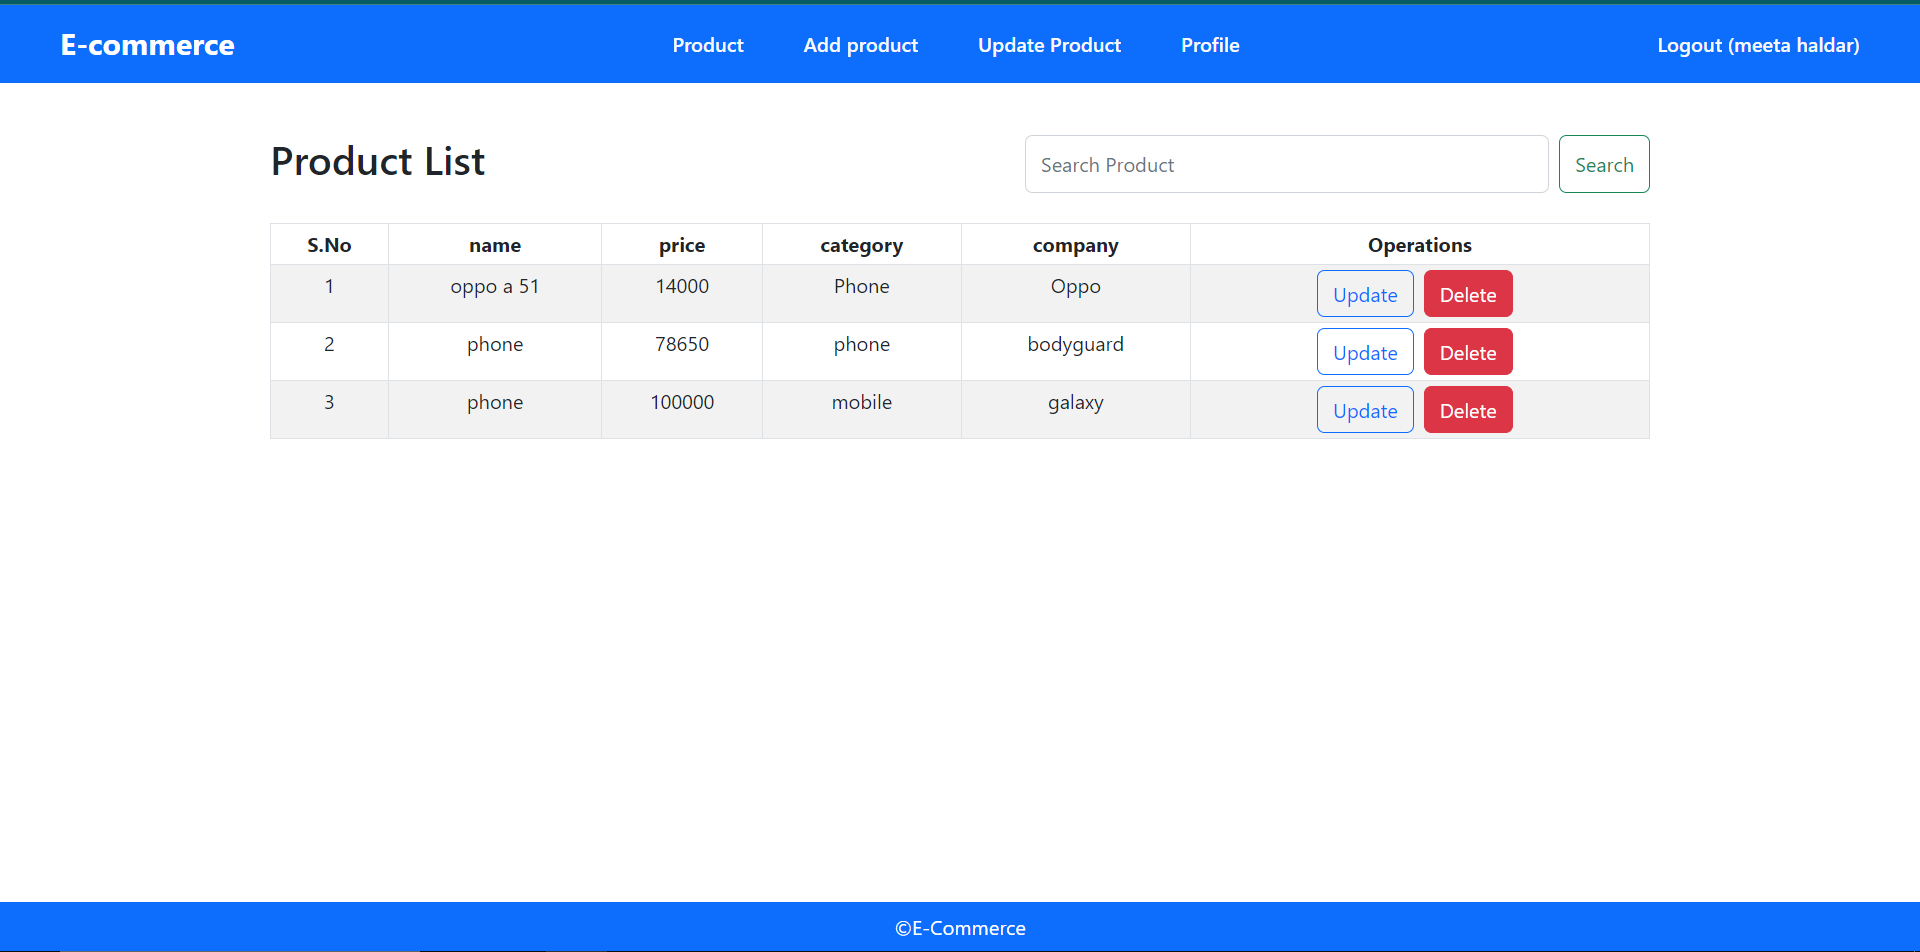 E-commerce Product Add product Update Product Profile Logout (meeta haldar)
Product List Search Product Search
S.No name price category company Operations
1 oppo a 51 14000 Phone Oppo Update Delete
2 phone 78650 phone bodyguard Update Delete
3 phone 100000 mobile galaxy Update Delete
©E-Commerce